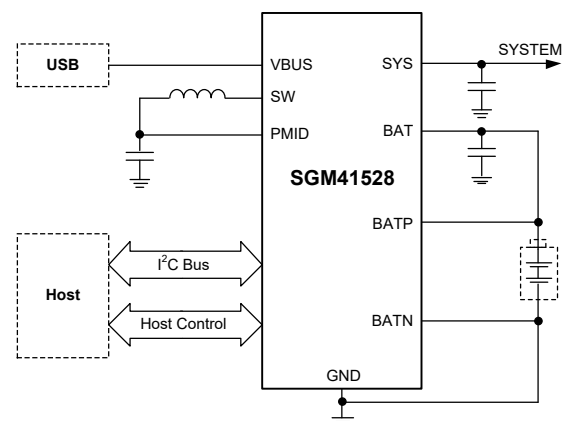 USB
VBUS
SW
PMID
SYS
SYSTEM
BAT
SGM41528
BATP
I²C Bus
Host
Host Control
BATN
GND